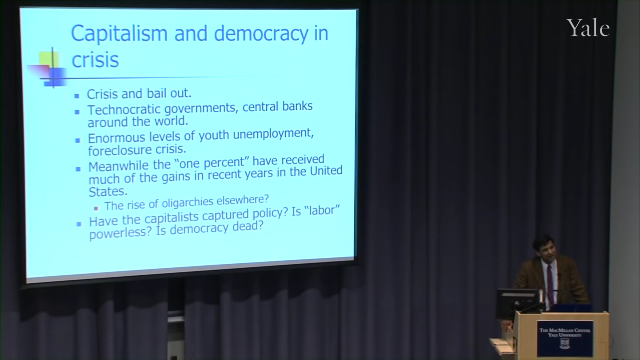 Yale
Capitalism and democracy in
crisis
Crisis and bail out.
Technocratic governments, central banks
around the world.
Enormous levels of youth unemployment,
foreclosure crisis.
Meanwhile the "one percent" have received
much of the gains in recent years in the United
States.
The rise of oligarchies elsewhere?
Have the capitalists captured policy? Is "labor"
powerless? Is democracy dead?
THE MACMILLAN CENTER
YALE UNIVERSITY